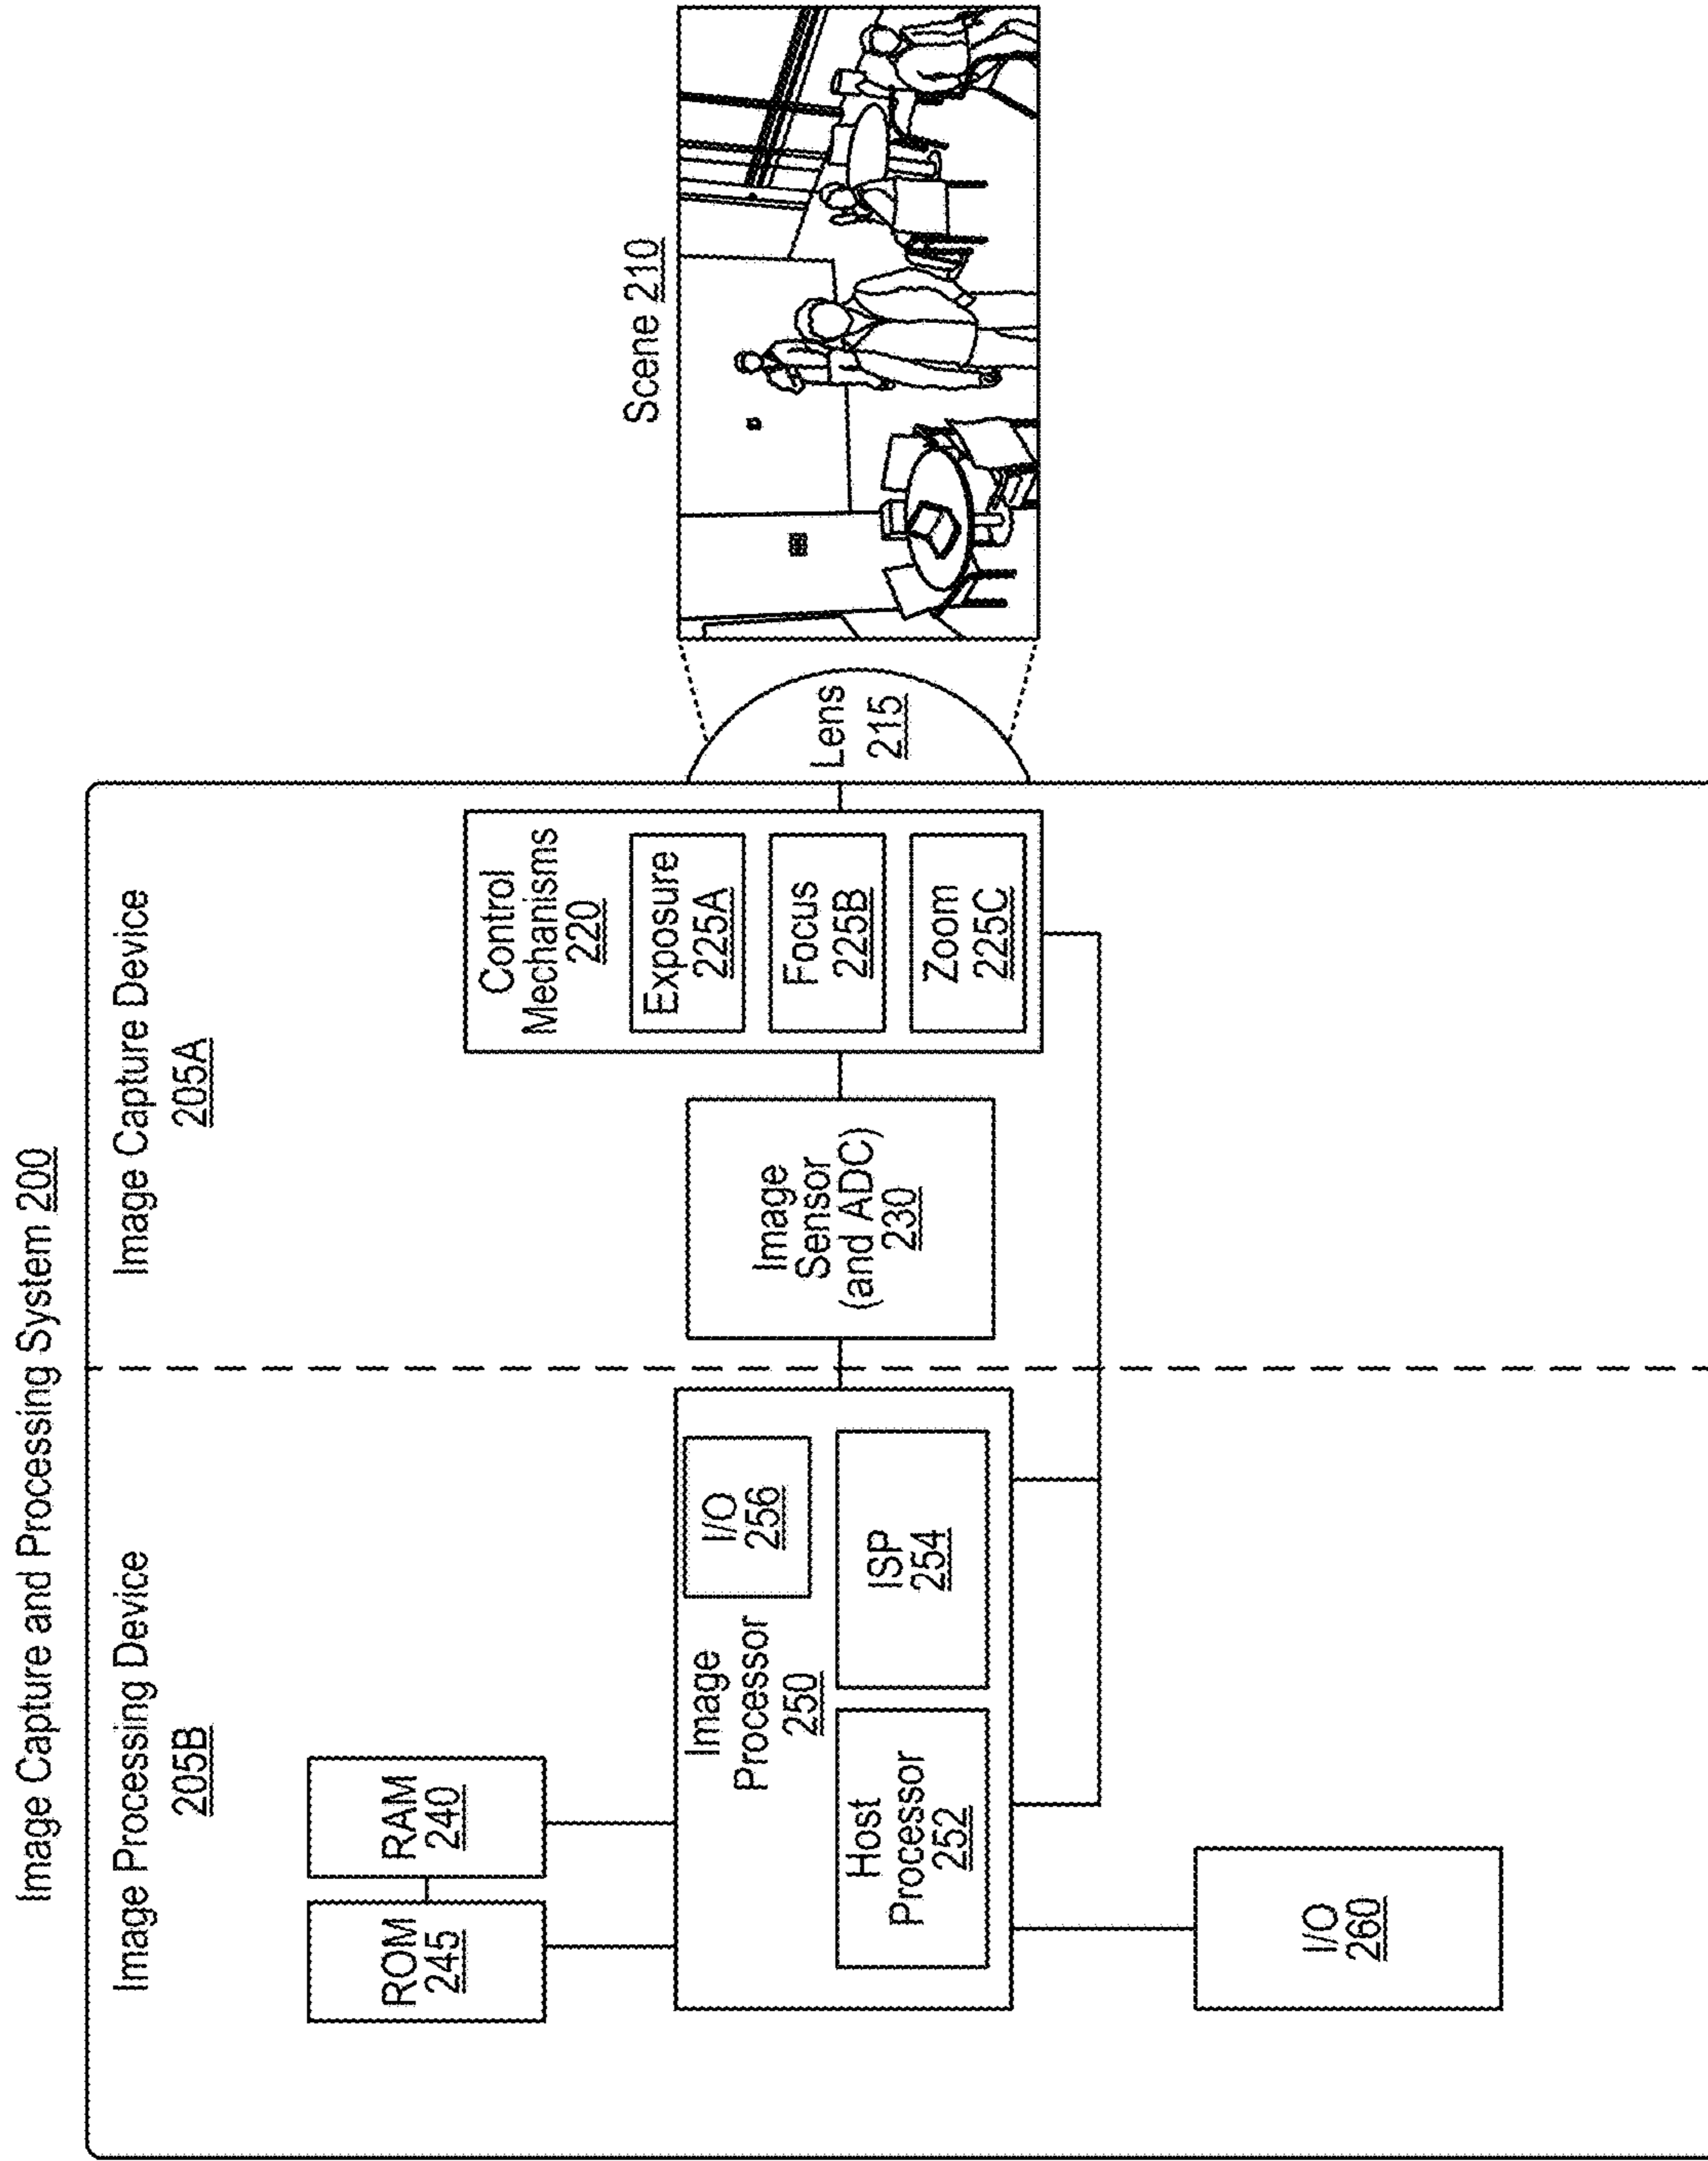 Image Capture and Processing System 200
Image Processing Device
205B
Image Capture Device
205A
ROM
245
RAM
240
Image
Processor
250
I/O
256
Host
Processor
252
ISP
254
I/O
260
Image
Sensor
(and ADC)
230
Control
Mechanisms
220
Exposure
225A
Focus
225B
Zoom
225C
Lens
215
Scene 210